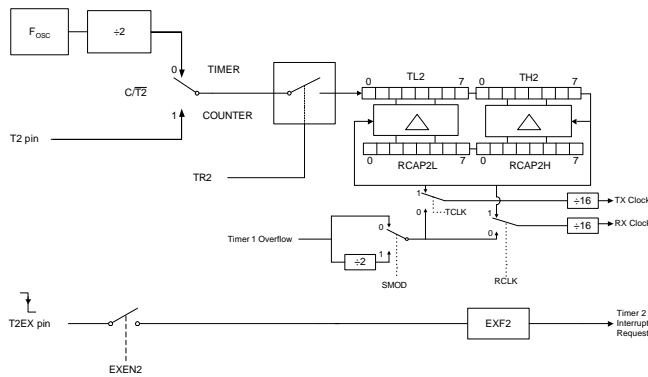 FOSC
÷2
0
TIMER
C/T2
1
COUNTER
T2 pin
TR2
TL2
TH2
0
7
0
7
0
7
0
7
RCAP2L
RCAP2H
1
TX Clock
÷16
TCLK
0
1
RX Clock
÷16
0
Timer 1 Overflow
0
1
÷2
SMOD
RCLK
T2EX pin
EXEN2
EXF2
Timer 2
Interrupt
Request